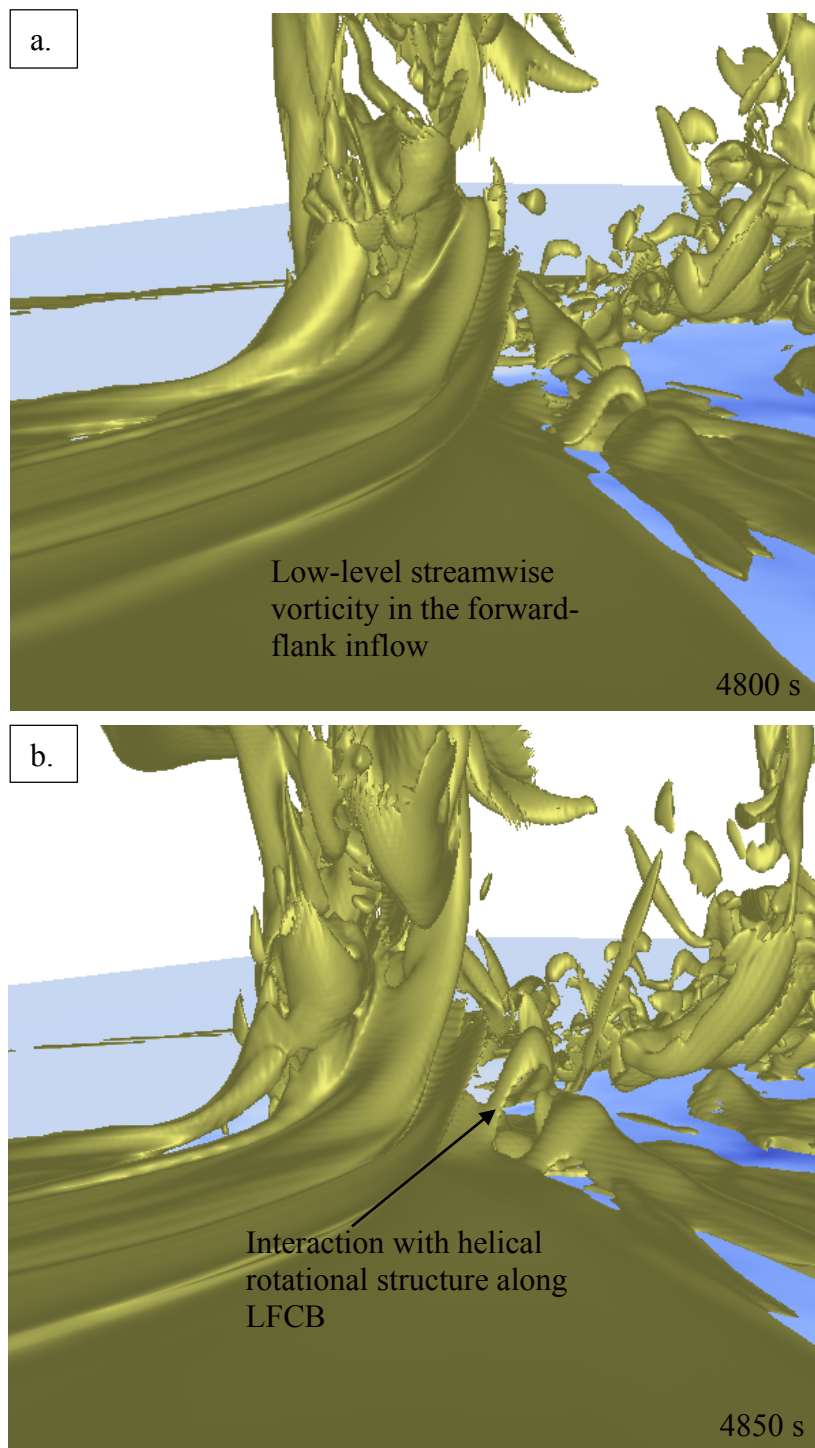 a.
Low-level streamwise
vorticity in the forward-
flank inflow
4800 s
b.
Interaction with helical
rotational structure along
LFCB
4850 s